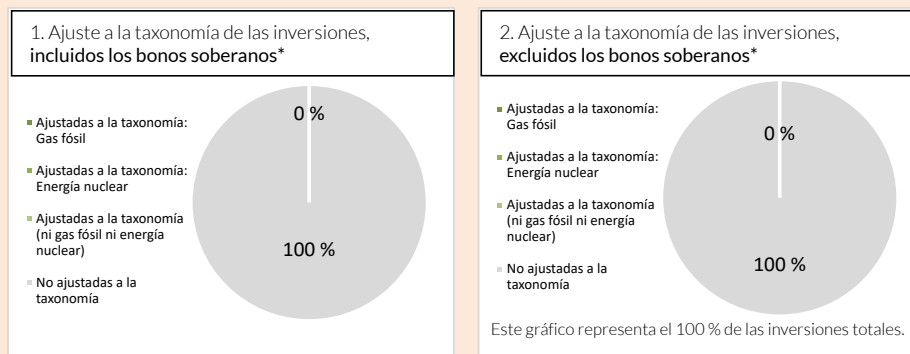 1. Ajuste a la taxonomía de las inversiones,
incluidos los bonos soberanos*
Ajustadas a la taxonomía:
Gas fósil
Ajustadas a la taxonomía:
Energía nuclear
Ajustadas a la taxonomía
(ni gas fósil ni energía
nuclear)
No ajustadas a la
taxonomía
0 %
100 %
2. Ajuste a la taxonomía de las inversiones,
excluidos los bonos soberanos*
Ajustadas a la taxonomía:
Gas fósil
Ajustadas a la taxonomía:
Energía nuclear
Ajustadas a la taxonomía
(ni gas fósil ni energía
nuclear)
No ajustadas a la
taxonomía
0 %
100 %
Este gráfico representa el 100 % de las inversiones totales.